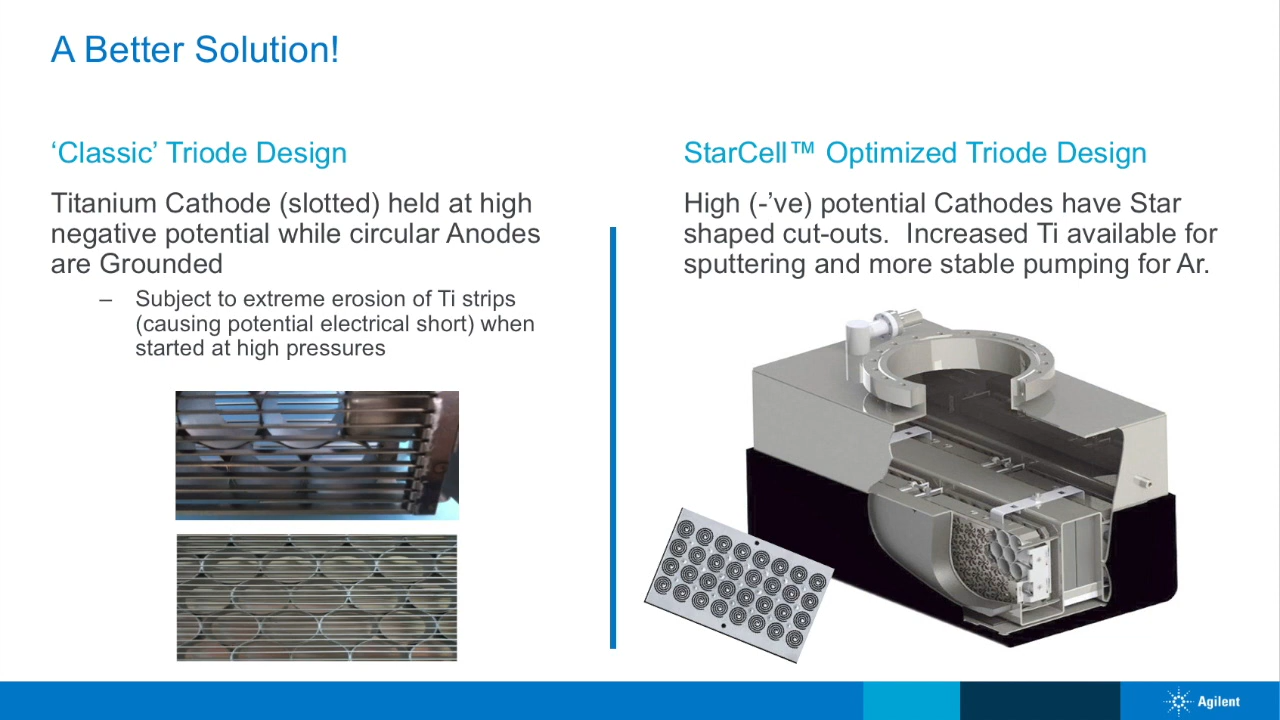 A Better Solution!
‘Classic’ Triode Design
Titanium Cathode (slotted) held at high
negative potential while circular Anodes
are Grounded
– Subject to extreme erosion of Ti strips
(causing potential electrical short) when
started at high pressures
StarCell™ Optimized Triode Design
High (-’ve) potential Cathodes have Star
shaped cut-outs.  Increased Ti available for
sputtering and more stable pumping for Ar.
Agilent